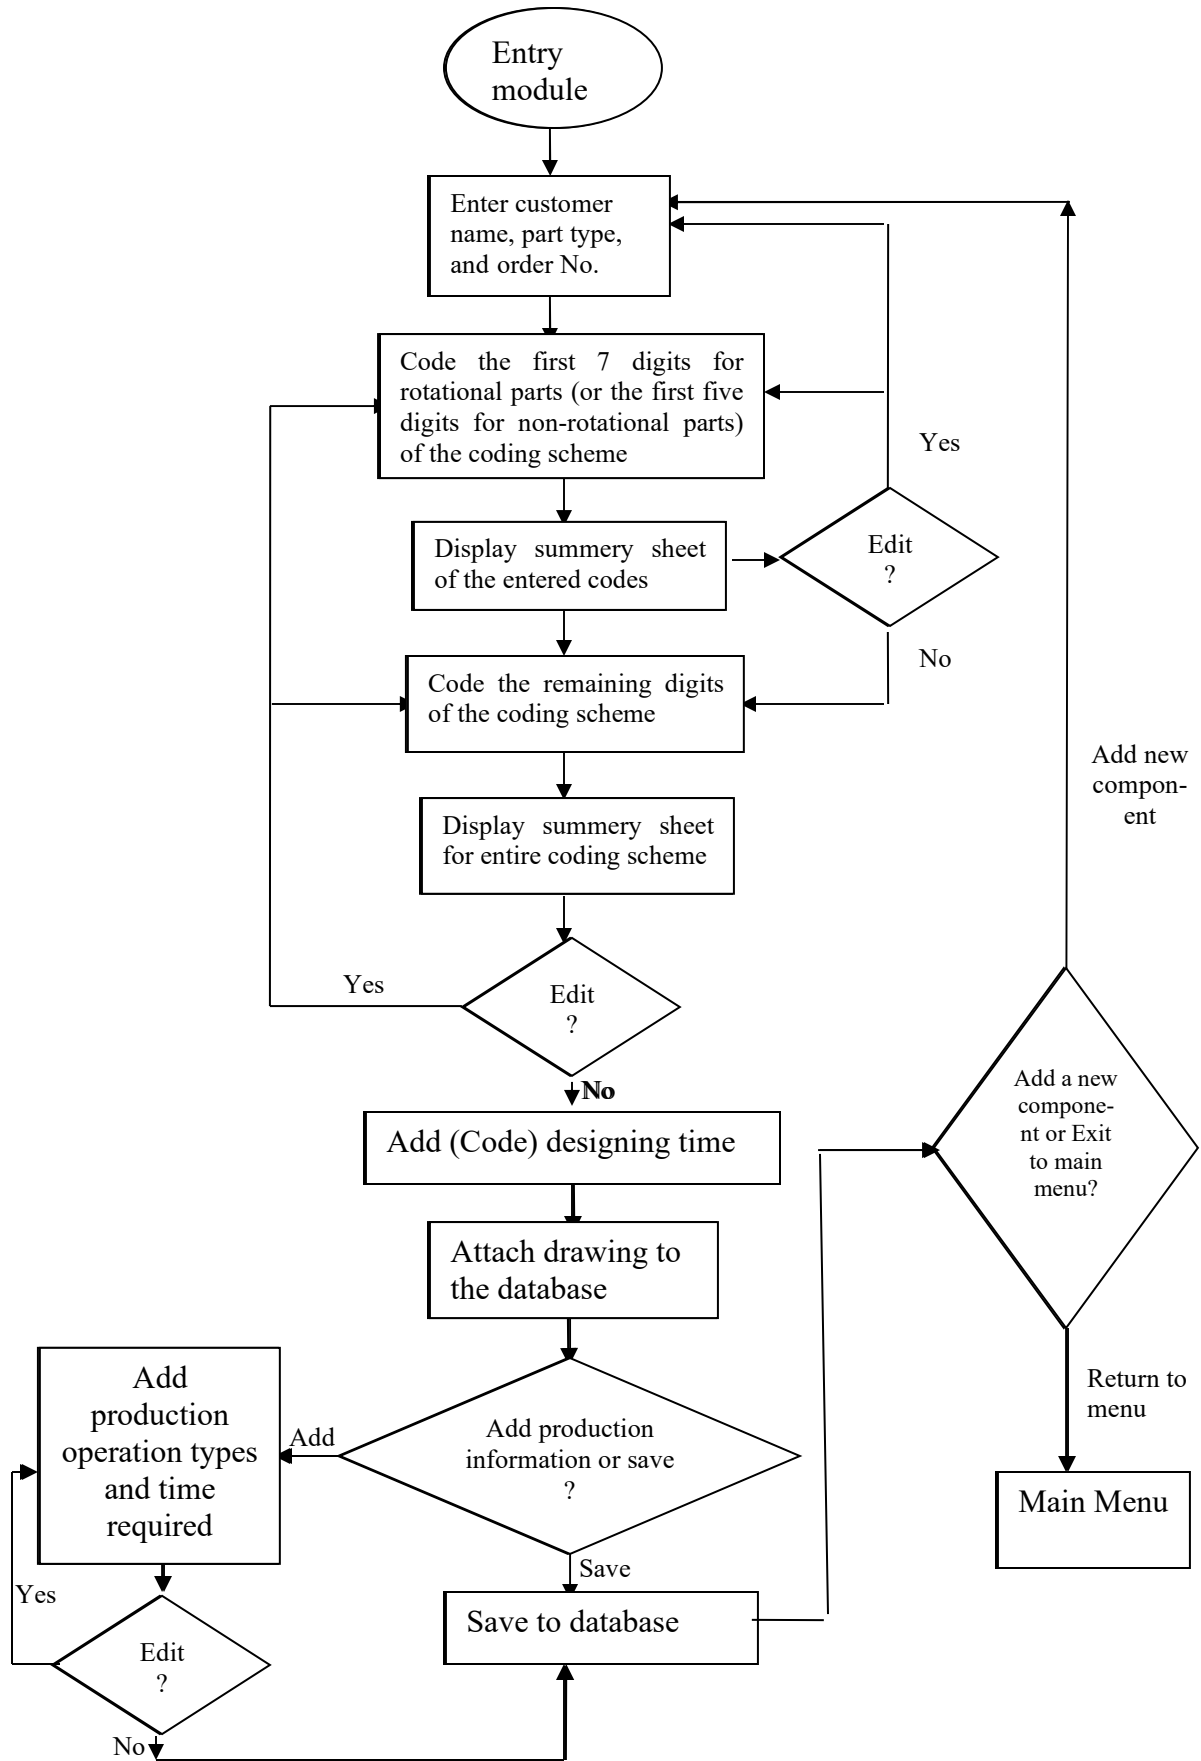 Entry
module
Enter customer
name, part type,
and order No.
Code the first 7 digits for
rotational parts (or the first five
digits for non-rotational parts)
of the coding scheme
Yes
Display summery sheet
of the entered codes
Edit
?
No
Code the remaining digits
of the coding scheme
Add new
compon-
ent
Display summery sheet
for entire coding scheme
Yes
Edit
?
No
Add (Code) designing time
Add a new
compone-
nt or Exit
to main
menu?
Attach drawing to
the database
Add
production
operation types
and time
required
Add
Add production
information or save
?
Return to
menu
Main Menu
Save
Yes
Save to database
Edit
?
No